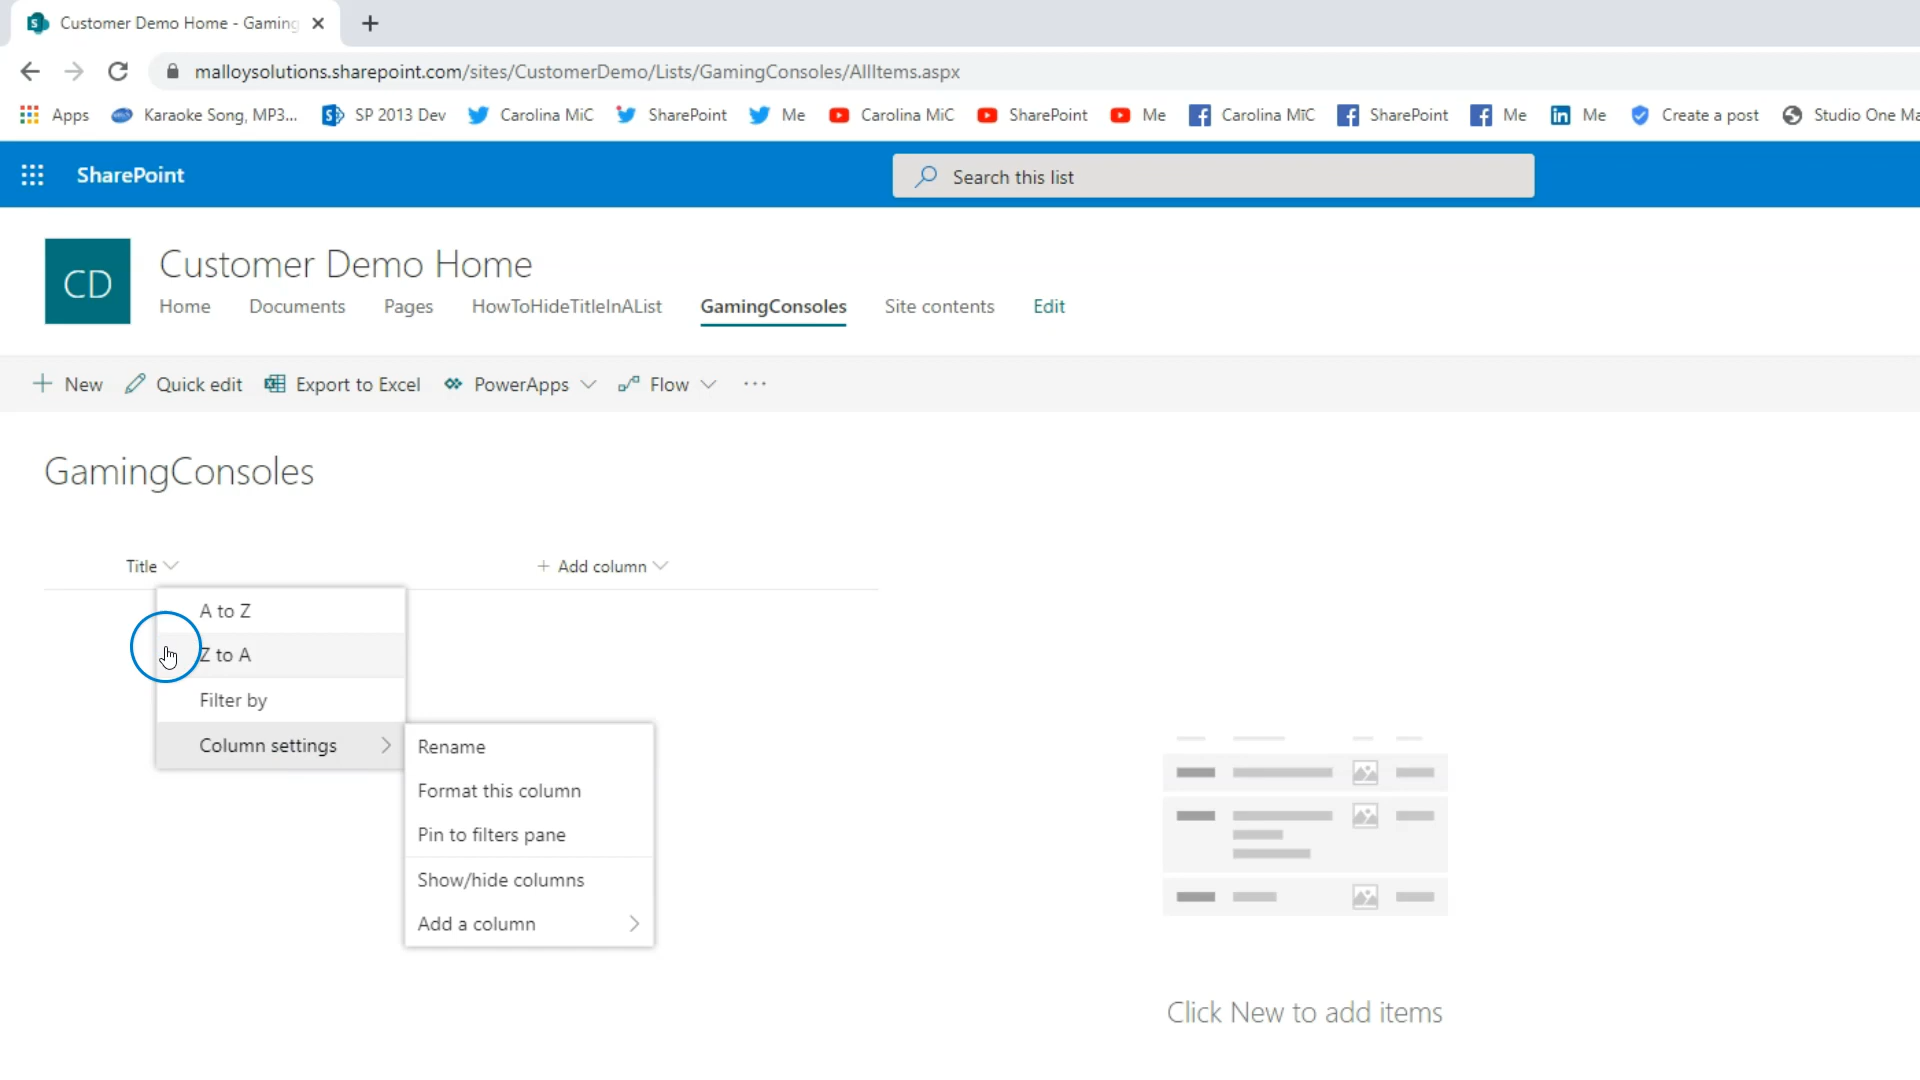 Customer Demo Home - Gaming
malloysolutions.sharepoint.com/sites/CustomerDemo/Lists/GamingConsoles/AllItems.aspx
Apps Karaoke Song, MP3... SP 2013 Dev Carolina MiC SharePoint Me Carolina MiC SharePoint Me Carolina MiC SharePoint Me Me Create a post Studio One Ma
SharePoint
Search this list
CD
Customer Demo Home
Home Documents Pages HowToHideTitleInAList GamingConsoles Site contents Edit
New Quick edit Export to Excel PowerApps Flow ...
GamingConsoles
Title + Add column
A to Z
Z to A
Filter by
Column settings
Rename
Format this column
Pin to filters pane
Show/hide columns
Add a column
Click New to add items